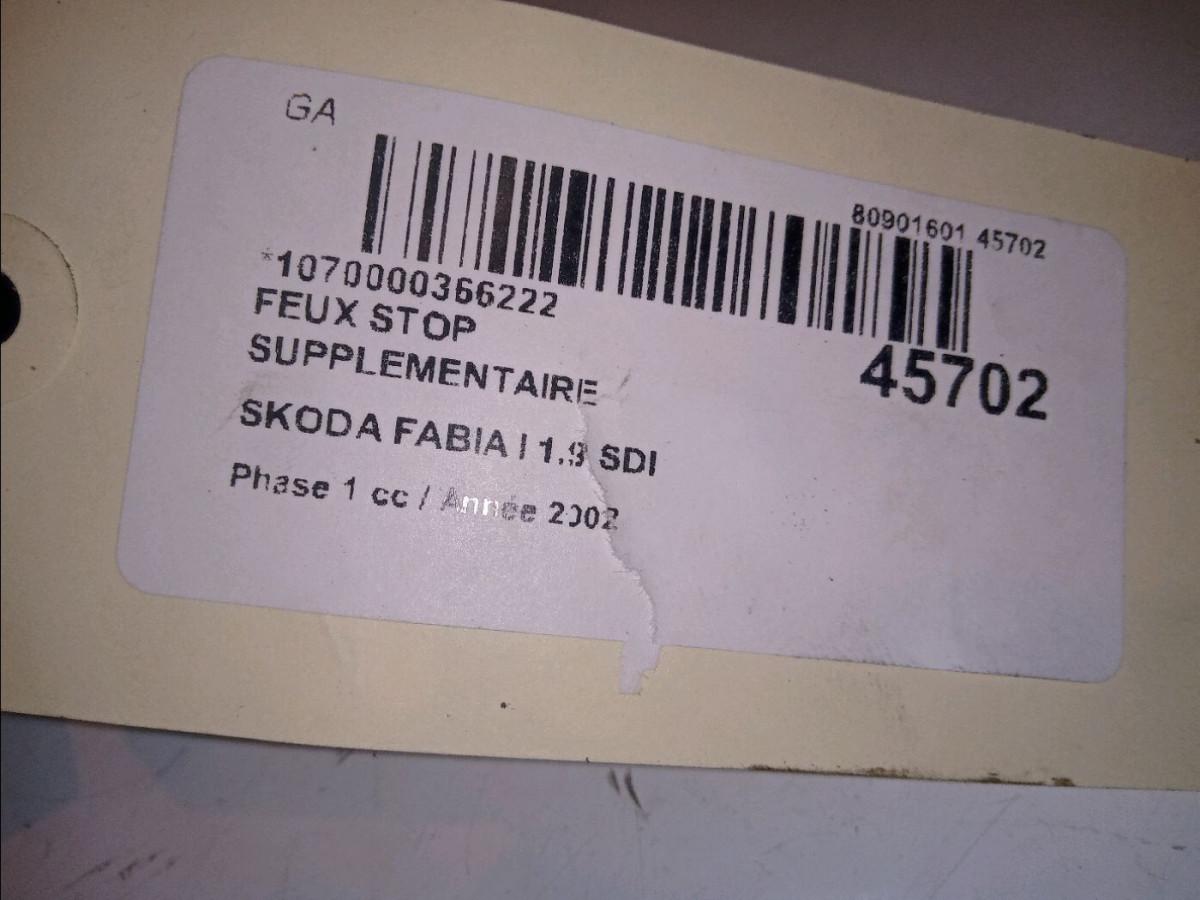 GA
80901601 45702
*1070000366222
FEUX STOP
SUPPLEMENTAIRE
45702
SKODA FABIA I 1.9 SDI
Phase 1 cc / Année 2002